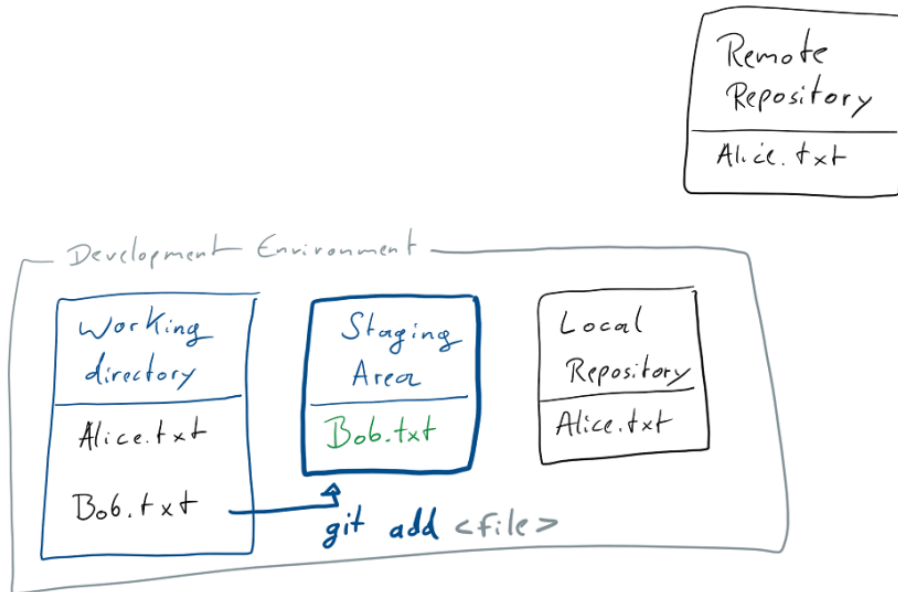 Remote
Repository
Alice.txt
Development Environment
Working
directory
Alice.txt
Bob.txt
Staging
Area
Bob.txt
git add <file>
Local
Repository
Alice.txt